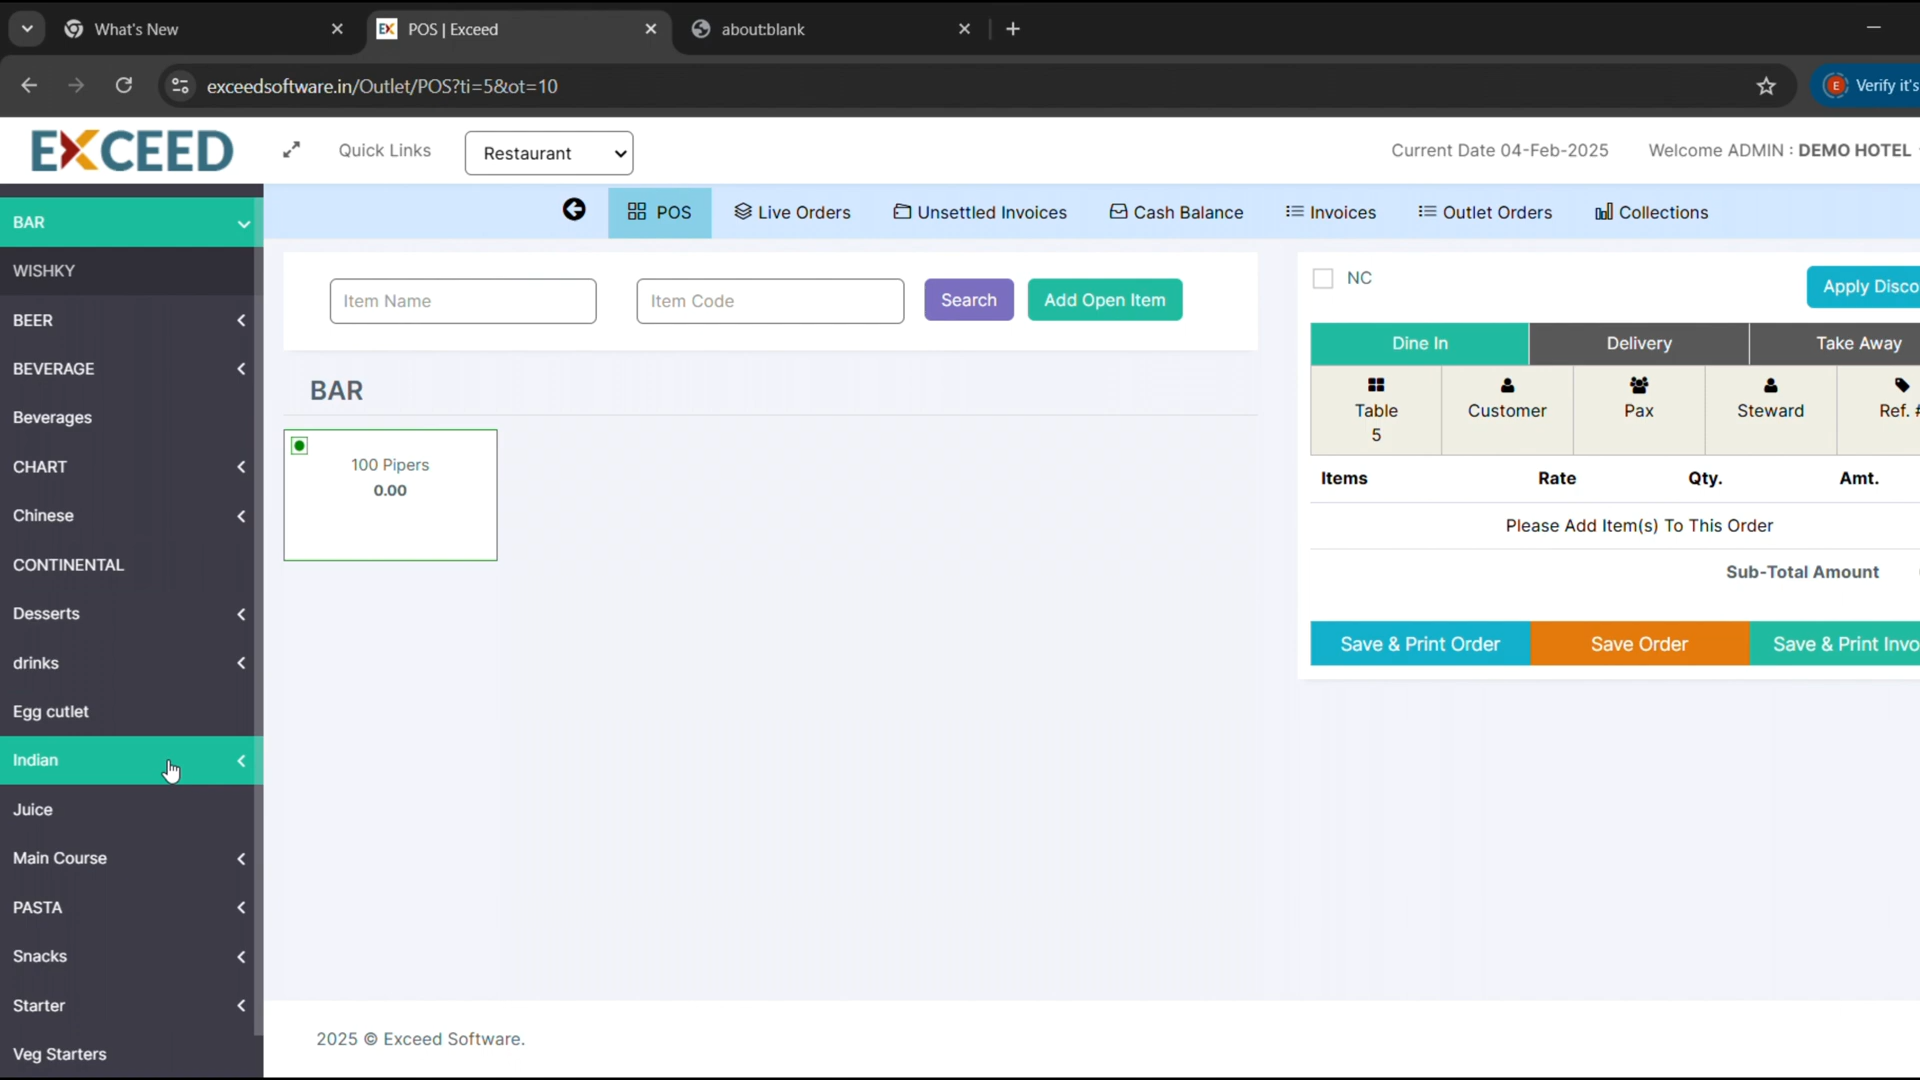 What's New
POS | Exceed
about:blank
exceedsoftware.in/Outlet/POS?ti=5&ot=10
Verify it's
EXCEED
Quick Links
Restaurant
Current Date 04-Feb-2025
Welcome ADMIN : DEMO HOTEL
POS
Live Orders
Unsettled Invoices
Cash Balance
Invoices
Outlet Orders
Collections
BAR
WISHKY
BEER
BEVERAGE
Beverages
CHART
Chinese
CONTINENTAL
Desserts
drinks
Egg cutlet
Indian
Juice
Main Course
PASTA
Snacks
Starter
Veg Starters
Item Name
Item Code
Search
Add Open Item
BAR
100 Pipers
0.00
NC
Apply Disco
Dine In
Delivery
Take Away
Table
5
Customer
Pax
Steward
Ref. #
Items Rate Qty. Amt.
Please Add Item(s) To This Order
Sub-Total Amount
Save & Print Order
Save Order
Save & Print Invo
2025 © Exceed Software.